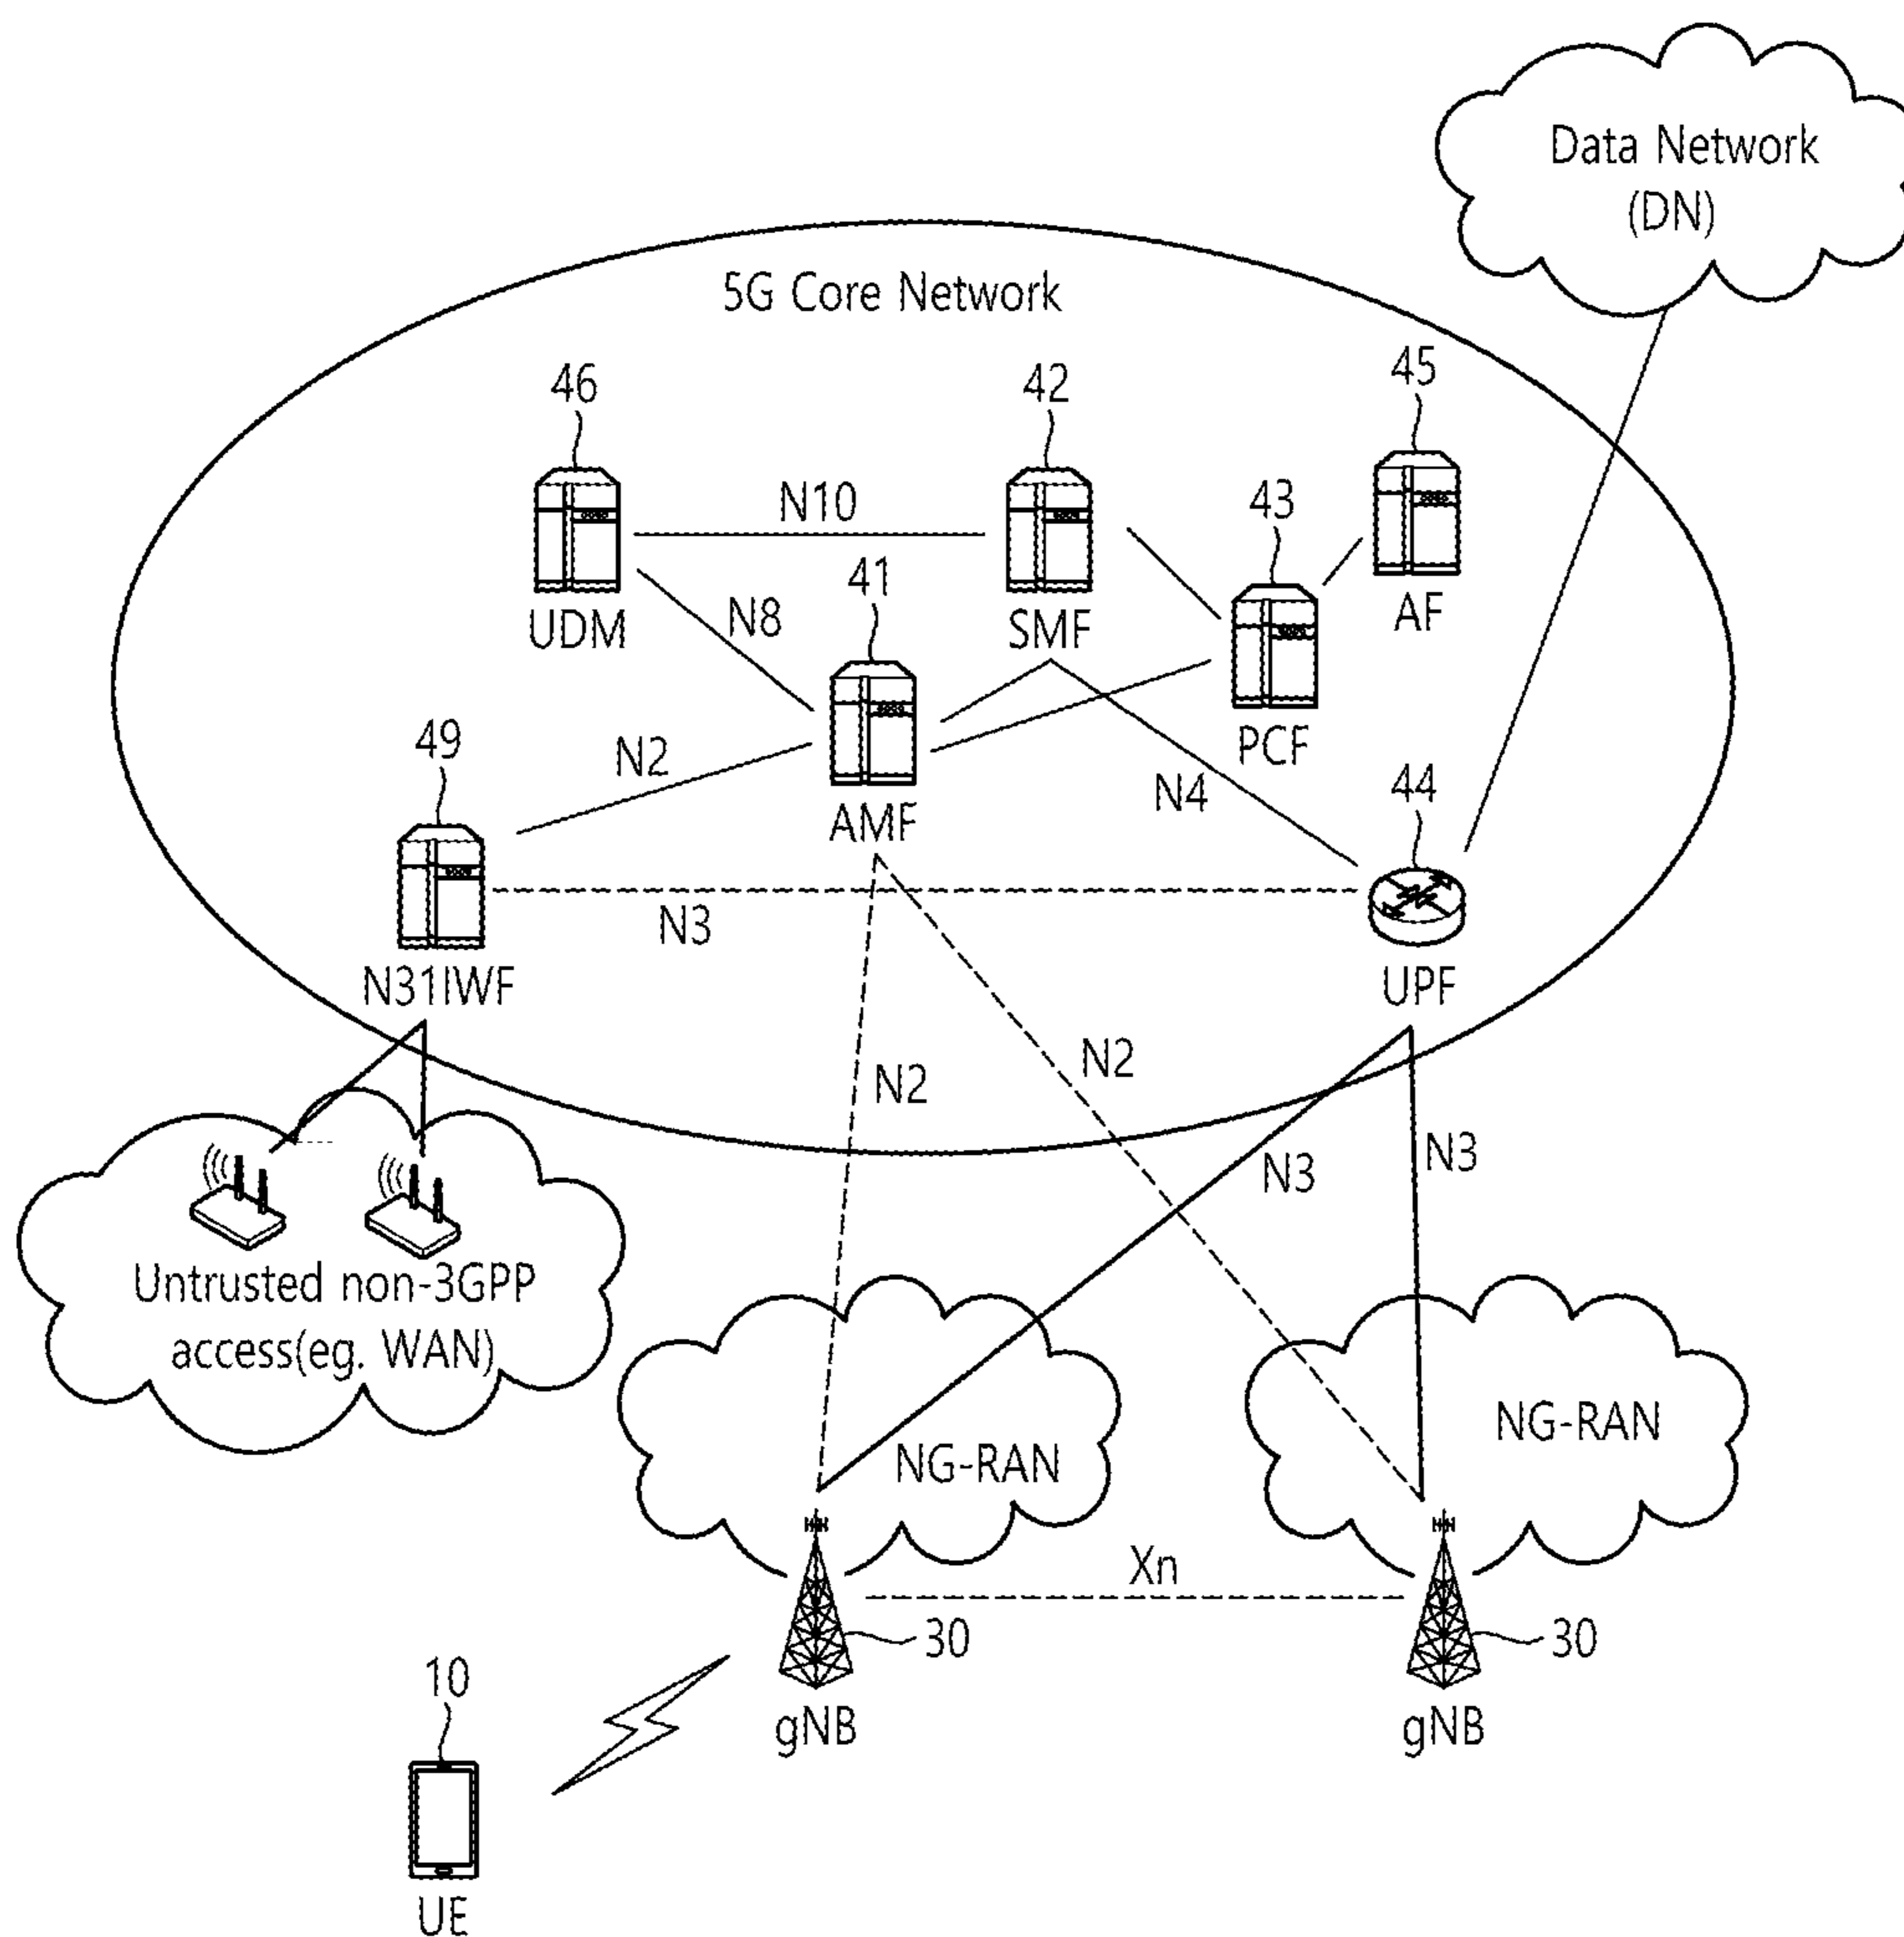 Data Network
(DN)
5G Core Network
46
42
45
43
N10
41
UDM
N8
SMF
AF
49
N2
PCF
N4
44
AMF
N3
N31IWF
UPF
N2
N2
N3
N3
Untrusted non-3GPP
access(eg. WAN)
NG-RAN
NG-RAN
Xn
30
30
10
gNB
gNB
UE